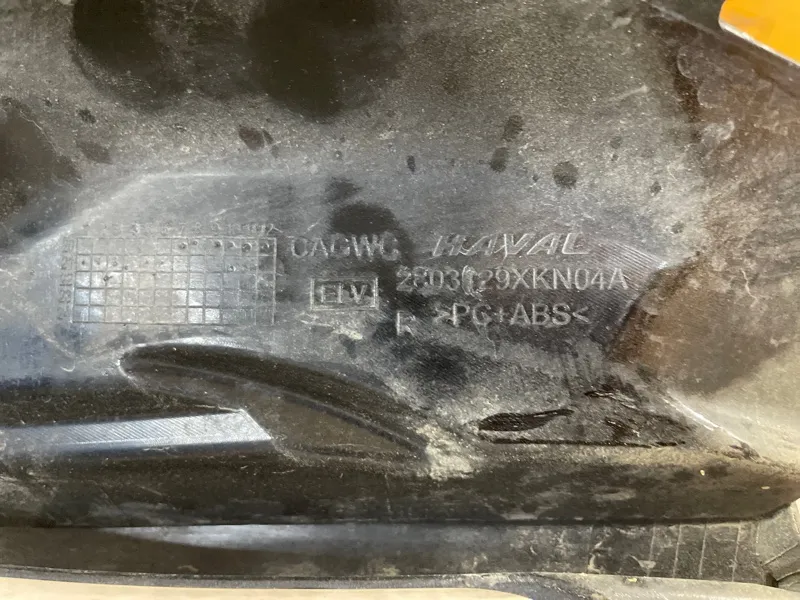 CAGWC HAVAL
ELV 2803129XKN04A
R >PC+ABS<